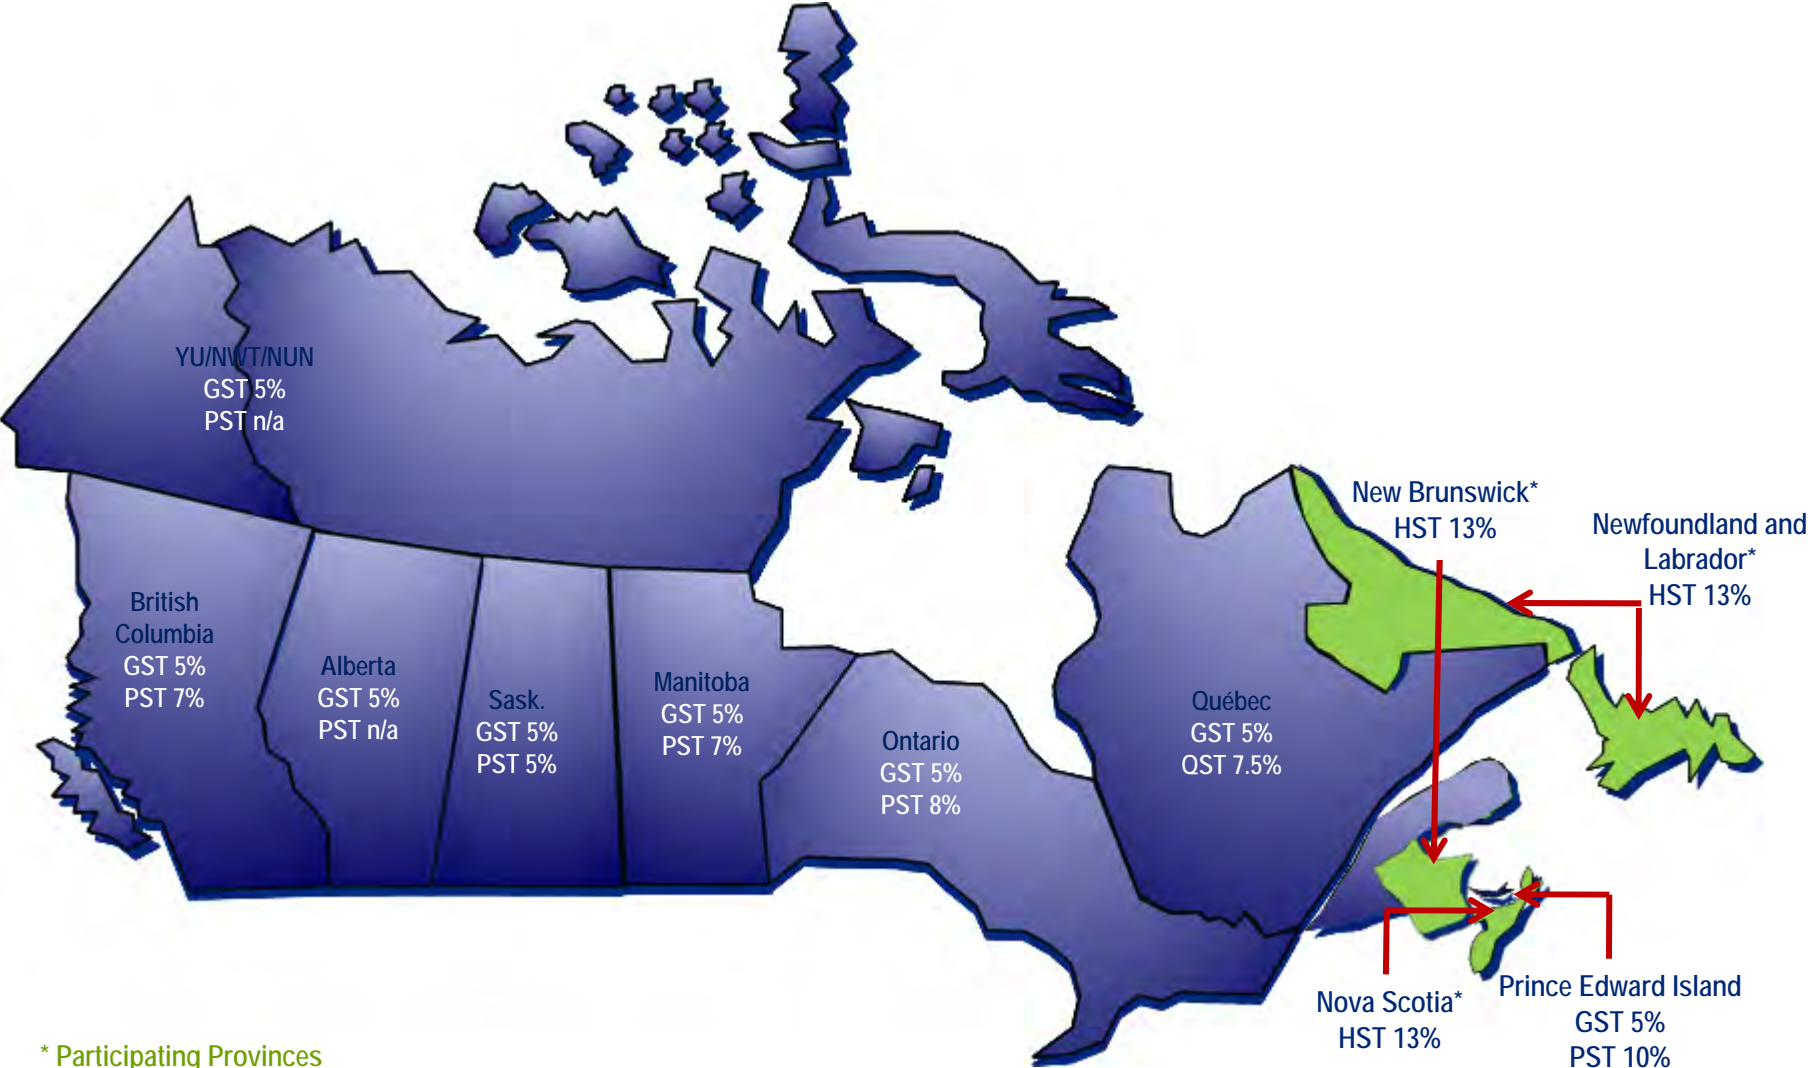 YU/NWT/NUN
GST 5%
PST n/a
British
Columbia
GST 5%
PST 7%
Alberta
GST 5%
PST n/a
Sask.
GST 5%
PST 5%
Manitoba
GST 5%
PST 7%
Ontario
GST 5%
PST 8%
Québec
GST 5%
QST 7.5%
New Brunswick*
HST 13%
Newfoundland and
Labrador*
HST 13%
Nova Scotia*
HST 13%
Prince Edward Island
GST 5%
PST 10%
* Participating Provinces